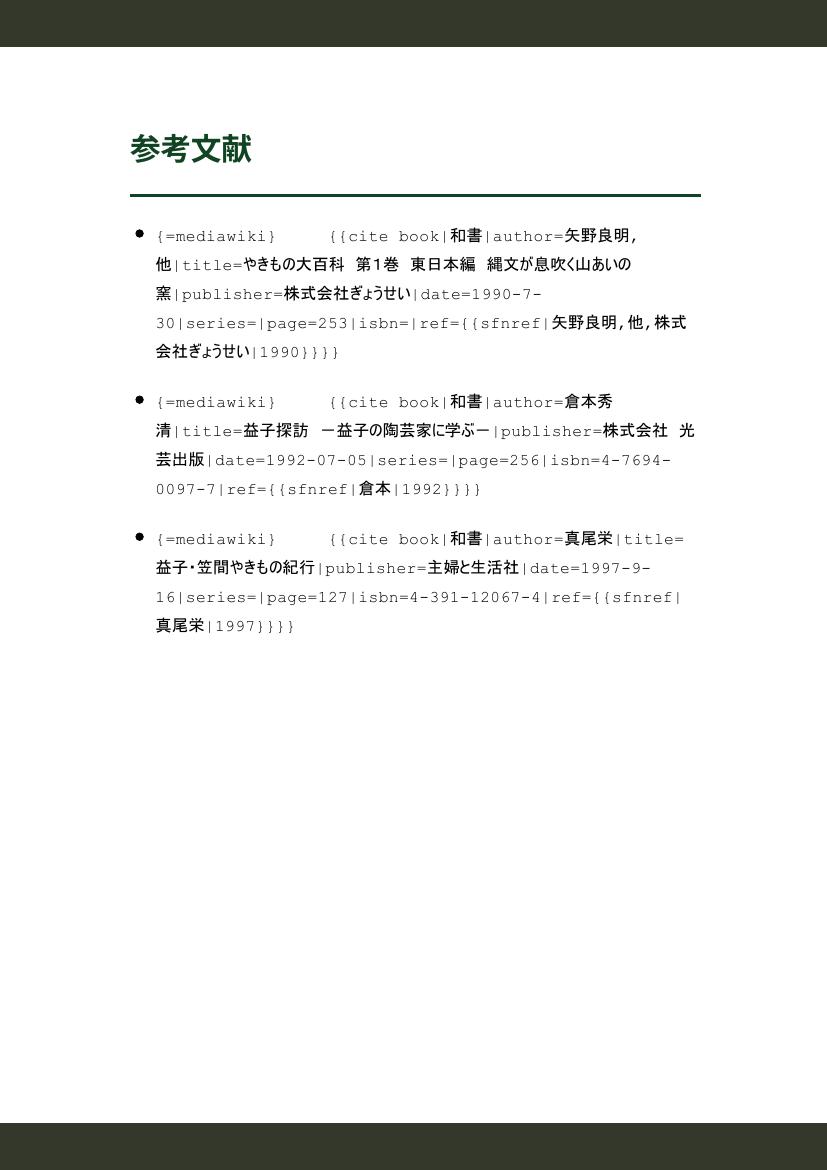 参考文献
{=mediawiki}　　{{cite book|和書|author=矢野良明,
他|title=やきもの大百科　第1巻　東日本編　縄文が息吹く山あいの
窯|publisher=株式会社ぎょうせい|date=1990-7-
30|series=|page=253|isbn=|ref={{sfnref|矢野良明,他,株式
会社ぎょうせい|1990}}}}
{=mediawiki}　　{{cite book|和書|author=倉本秀
清|title=益子探訪　ー益子の陶芸家に学ぶー|publisher=株式会社　光
芸出版|date=1992-07-05|series=|page=256|isbn=4-7694-
0097-7|ref={{sfnref|倉本|1992}}}}
{=mediawiki}　　{{cite book|和書|author=真尾栄|title=
益子・笠間やきもの紀行|publisher=主婦と生活社|date=1997-9-
16|series=|page=127|isbn=4-391-12067-4|ref={{sfnref|
真尾栄|1997}}}}